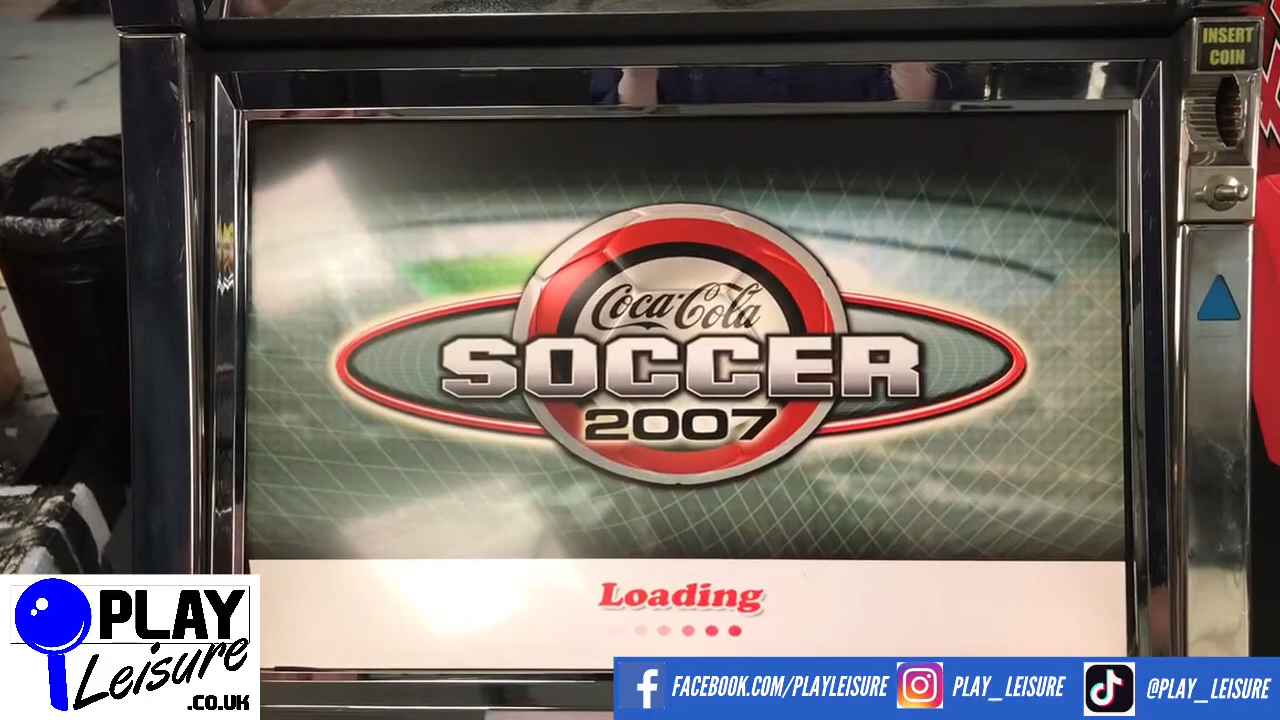 INSERT
COIN
Coca-Cola
SOCCER
2007
Loading
PLAY
Leisure
.CO.UK
FACEBOOK.COM/PLAYLEISURE PLAY_LEISURE @PLAY_LEISURE